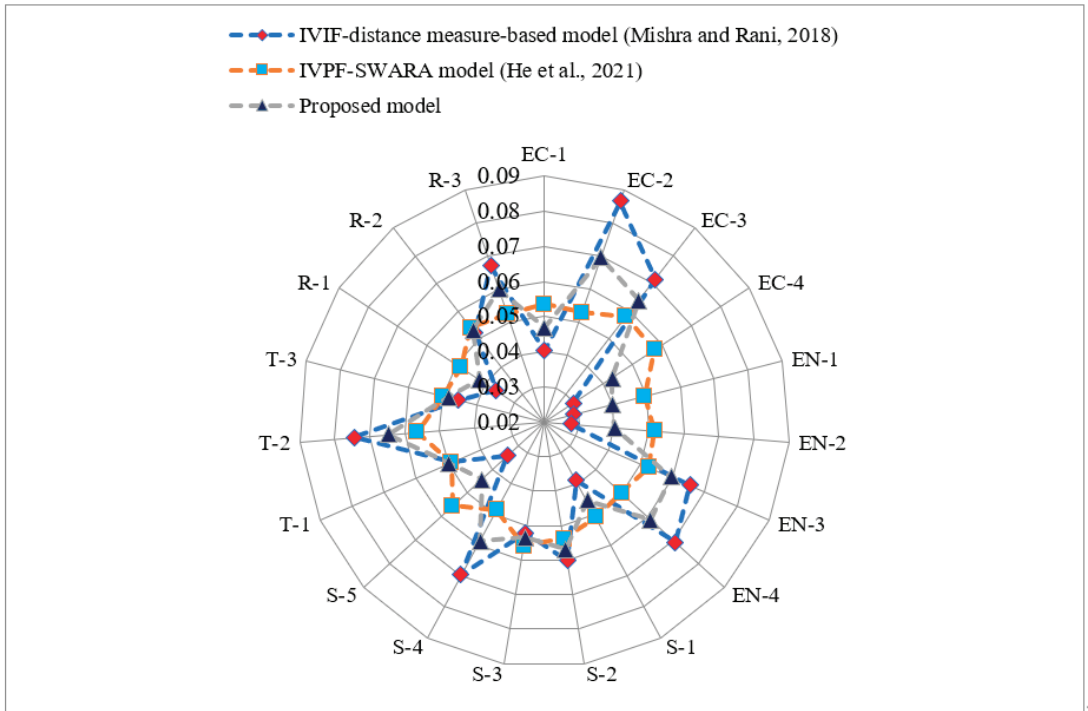 IVIF-distance measure-based model (Mishra and Rani, 2018)
IVPF-SWARA model (He et al., 2021)
Proposed model
EC-1
EC-2
EC-3
EC-4
EN-1
EN-2
EN-3
EN-4
S-1
S-2
S-3
S-4
S-5
T-1
T-2
T-3
R-1
R-2
R-3
0.09
0.08
0.07
0.06
0.05
0.04
0.03
0.02